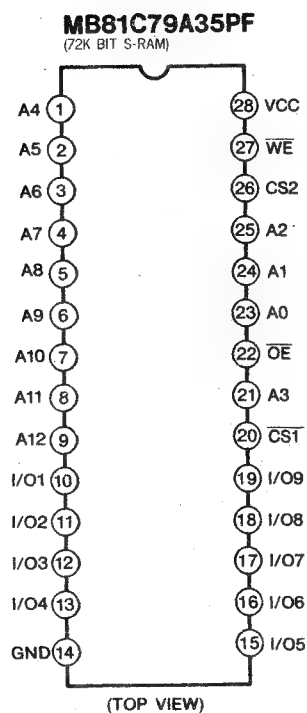 MB81C79A35PF
(72K BIT S-RAM)
A4 1 28 VCC
A5 2 27 WE
A6 3 26 CS2
A7 4 25 A2
A8 5 24 A1
A9 6 23 A0
A10 7 22 OE
A11 8 21 A3
A12 9 20 CS1
I/O1 10 19 I/O9
I/O2 11 18 I/O8
I/O3 12 17 I/O7
I/O4 13 16 I/O6
GND 14 15 I/O5
(TOP VIEW)